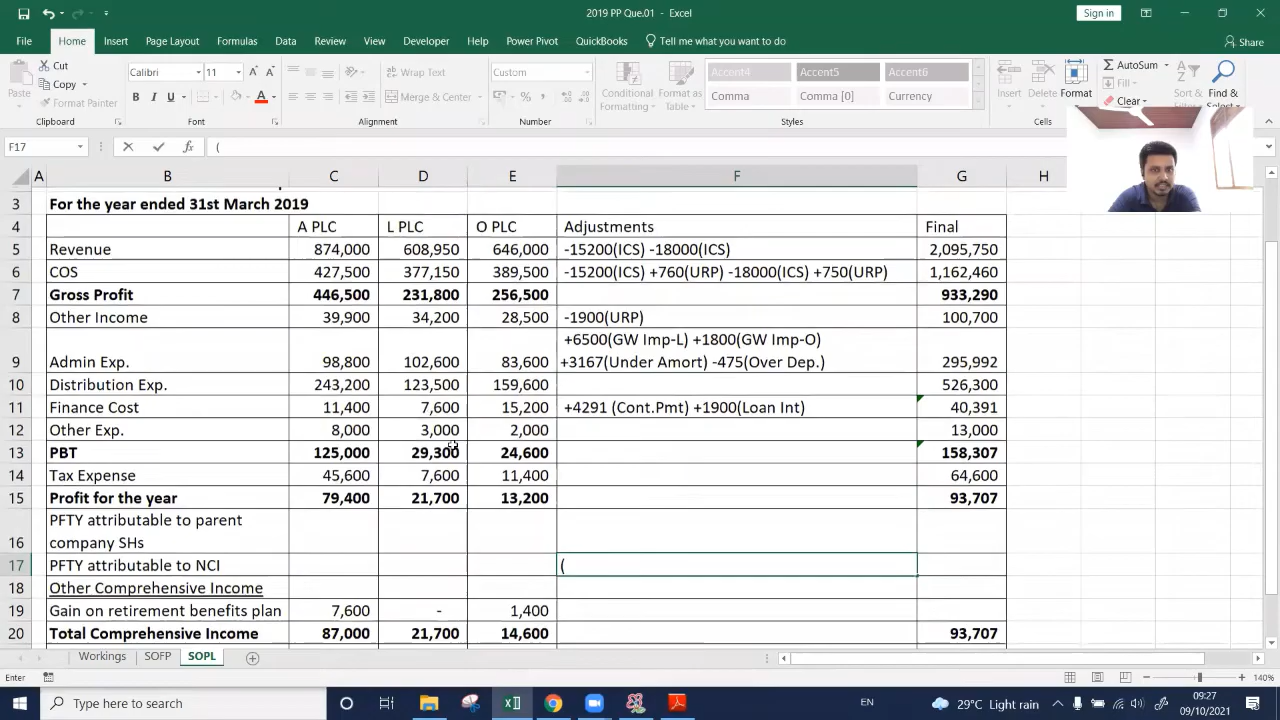 2019 PP Que.01 - Excel
Sign in
File Home Insert Page Layout Formulas Data Review View Developer Help Power Pivot QuickBooks Tell me what you want to do Share
Paste
Cut
Copy
Format Painter
Clipboard
Calibri 11
B I U
Font
Wrap Text
Merge & Center
Alignment
Custom
Number
Conditional Formatting
Format as Table
Accent4 Accent5 Accent6
Comma Comma [0] Currency
Styles
Insert Delete Format
Cells
AutoSum
Fill
Clear
Sort & Filter
Find &
F17 fx (
A B C D E F G H
3 For the year ended 31st March 2019
4 A PLC L PLC O PLC Adjustments Final
5 Revenue 874,000 608,950 646,000 -15200(ICS) -18000(ICS) 2,095,750
6 COS 427,500 377,150 389,500 -15200(ICS) +760(URP) -18000(ICS) +750(URP) 1,162,460
7 Gross Profit 446,500 231,800 256,500 933,290
8 Other Income 39,900 34,200 28,500 -1900(URP) 100,700
+6500(GW Imp-L) +1800(GW Imp-O)
9 Admin Exp. 98,800 102,600 83,600 +3167(Under Amort) -475(Over Dep.) 295,992
10 Distribution Exp. 243,200 123,500 159,600 526,300
11 Finance Cost 11,400 7,600 15,200 +4291 (Cont.Pmt) +1900(Loan Int) 40,391
12 Other Exp. 8,000 3,000 2,000 13,000
13 PBT 125,000 29,300 24,600 158,307
14 Tax Expense 45,600 7,600 11,400 64,600
15 Profit for the year 79,400 21,700 13,200 93,707
PFTY attributable to parent
16 company SHs
17 PFTY attributable to NCI (
18 Other Comprehensive Income
19 Gain on retirement benefits plan 7,600 - 1,400
20 Total Comprehensive Income 87,000 21,700 14,600 93,707
Workings SOFP SOPL
Enter 140%
Type here to search
EN
29°C Light rain
09:27
09/10/2021